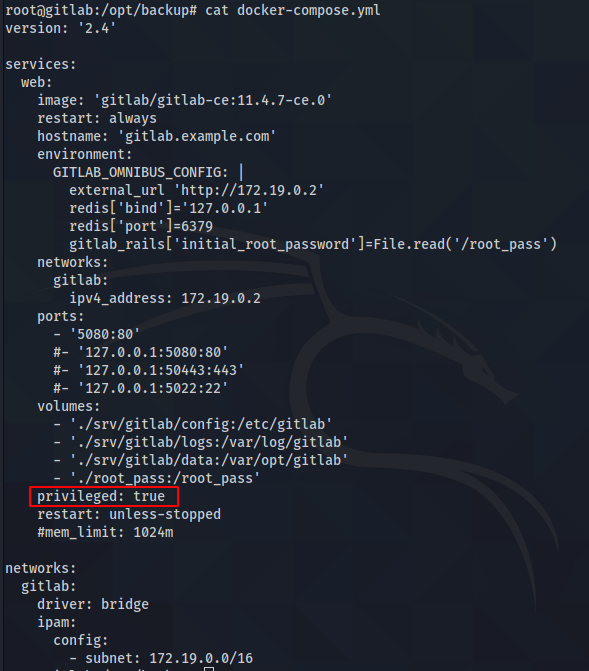 root@gitlab:/opt/backup# cat docker-compose.yml
version: '2.4'

services:
  web:
    image: 'gitlab/gitlab-ce:11.4.7-ce.0'
    restart: always
    hostname: 'gitlab.example.com'
    environment:
      GITLAB_OMNIBUS_CONFIG: |
        external_url 'http://172.19.0.2'
        redis['bind']='127.0.0.1'
        redis['port']=6379
        gitlab_rails['initial_root_password']=File.read('/root_pass')
    networks:
      gitlab:
        ipv4_address: 172.19.0.2
    ports:
      - '5080:80'
      #- '127.0.0.1:5080:80'
      #- '127.0.0.1:50443:443'
      #- '127.0.0.1:5022:22'
    volumes:
      - './srv/gitlab/config:/etc/gitlab'
      - './srv/gitlab/logs:/var/log/gitlab'
      - './srv/gitlab/data:/var/opt/gitlab'
      - './root_pass:/root_pass'
    privileged: true
    restart: unless-stopped
    #mem_limit: 1024m

networks:
  gitlab:
    driver: bridge
    ipam:
      config:
        - subnet: 172.19.0.0/16